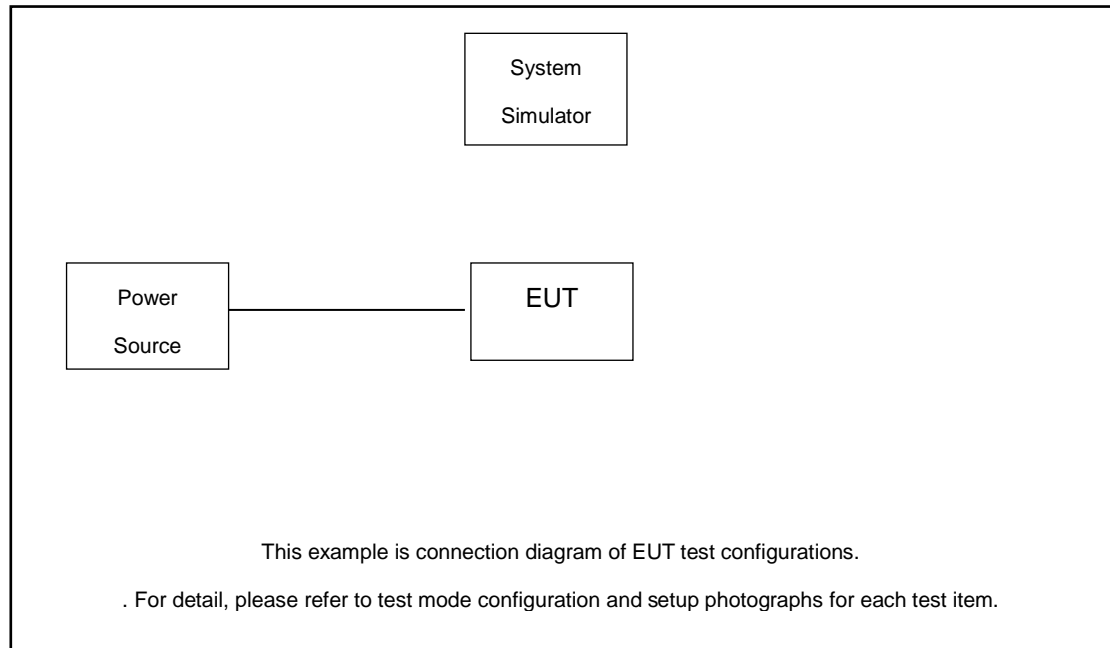 System
Simulator
Power
Source
EUT
This example is connection diagram of EUT test configurations.
. For detail, please refer to test mode configuration and setup photographs for each test item.